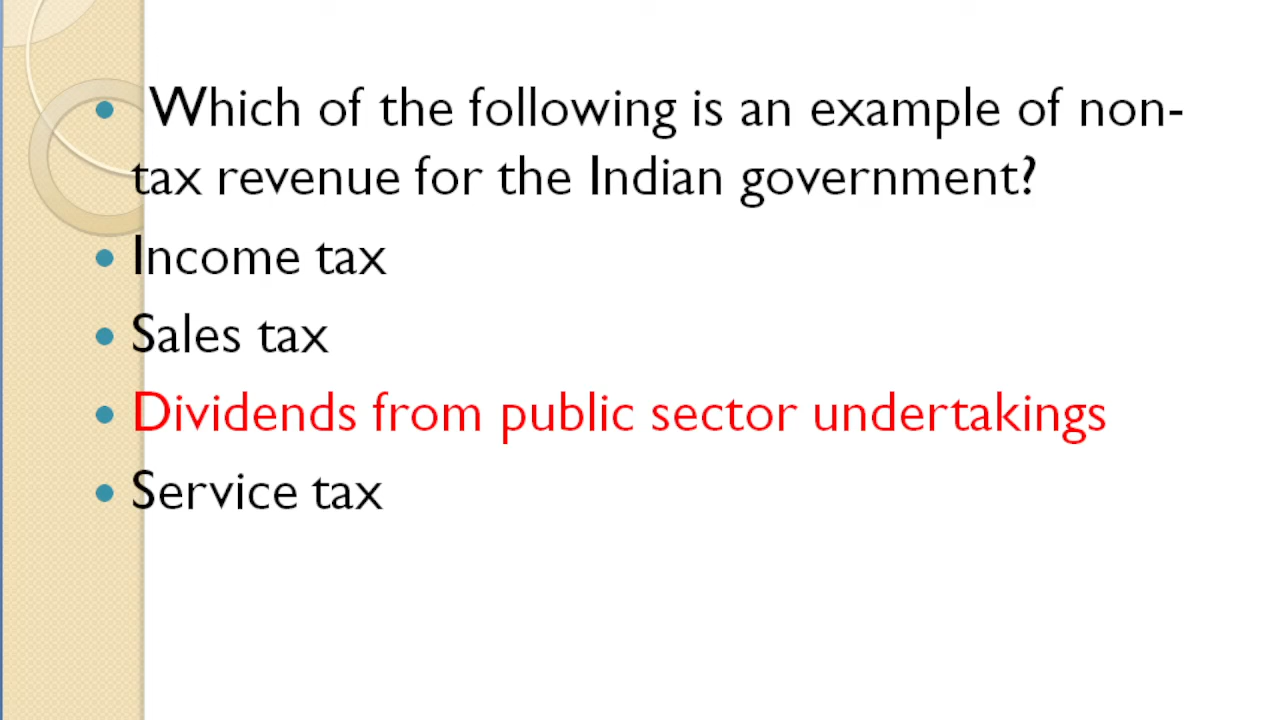 • Which of the following is an example of non-
tax revenue for the Indian government?
• Income tax
• Sales tax
• Dividends from public sector undertakings
• Service tax